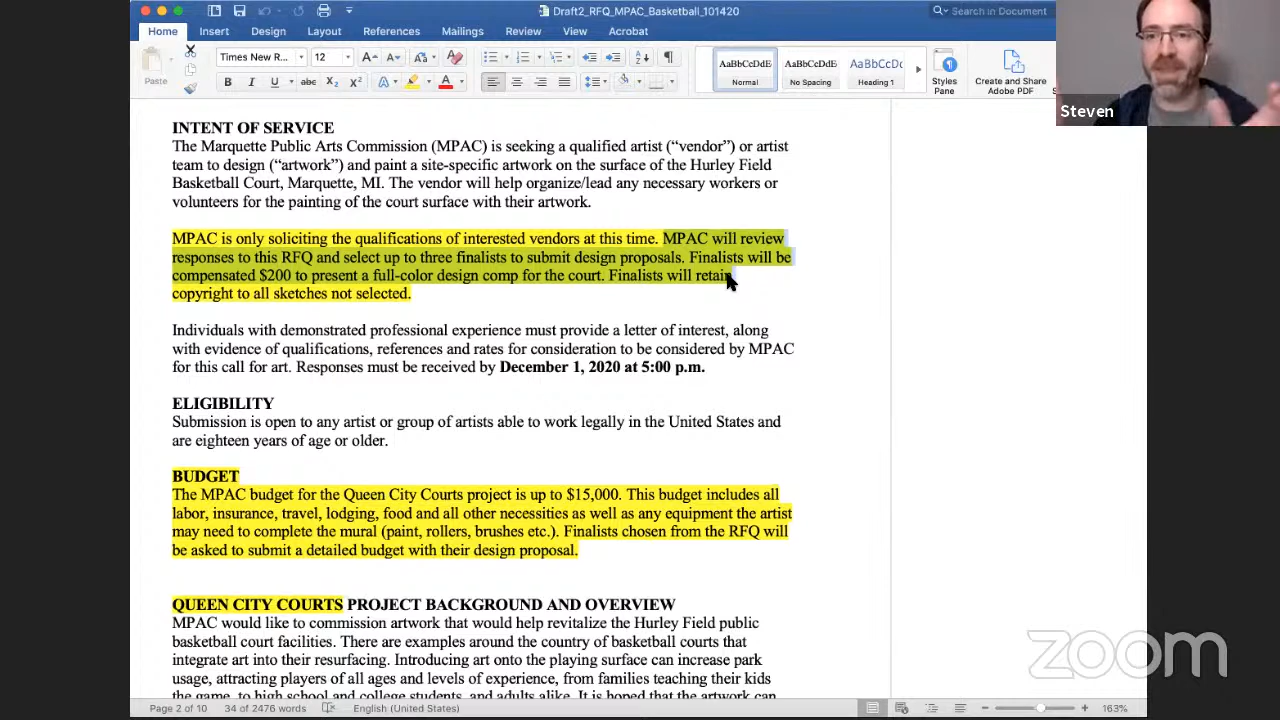 Draft2_RFQ_MPAC_Basketball_101420
Search in Document
Home Insert Design Layout References Mailings Review View Acrobat
Paste
Times New R... 12
AaBbCcDdE AaBbCcDdE AaBbCcDc
Normal No Spacing Heading 1
Styles Pane
Create and Share Adobe PDF
Steven
INTENT OF SERVICE
The Marquette Public Arts Commission (MPAC) is seeking a qualified artist (“vendor”) or artist
team to design (“artwork”) and paint a site-specific artwork on the surface of the Hurley Field
Basketball Court, Marquette, MI. The vendor will help organize/lead any necessary workers or
volunteers for the painting of the court surface with their artwork.
MPAC is only soliciting the qualifications of interested vendors at this time. MPAC will review
responses to this RFQ and select up to three finalists to submit design proposals. Finalists will be
compensated $200 to present a full-color design comp for the court. Finalists will retain
copyright to all sketches not selected.
Individuals with demonstrated professional experience must provide a letter of interest, along
with evidence of qualifications, references and rates for consideration to be considered by MPAC
for this call for art. Responses must be received by December 1, 2020 at 5:00 p.m.
ELIGIBILITY
Submission is open to any artist or group of artists able to work legally in the United States and
are eighteen years of age or older.
BUDGET
The MPAC budget for the Queen City Courts project is up to $15,000. This budget includes all
labor, insurance, travel, lodging, food and all other necessities as well as any equipment the artist
may need to complete the mural (paint, rollers, brushes etc.). Finalists chosen from the RFQ will
be asked to submit a detailed budget with their design proposal.
QUEEN CITY COURTS PROJECT BACKGROUND AND OVERVIEW
MPAC would like to commission artwork that would help revitalize the Hurley Field public
basketball court facilities. There are examples around the country of basketball courts that
integrate art into their resurfacing. Introducing art onto the playing surface can increase park
usage, attracting players of all ages and levels of experience, from families teaching their kids
the game, to high school and college students, and adults alike. It is hoped that the artwork can
zoom
Page 2 of 10 34 of 2476 words English (United States) 163%